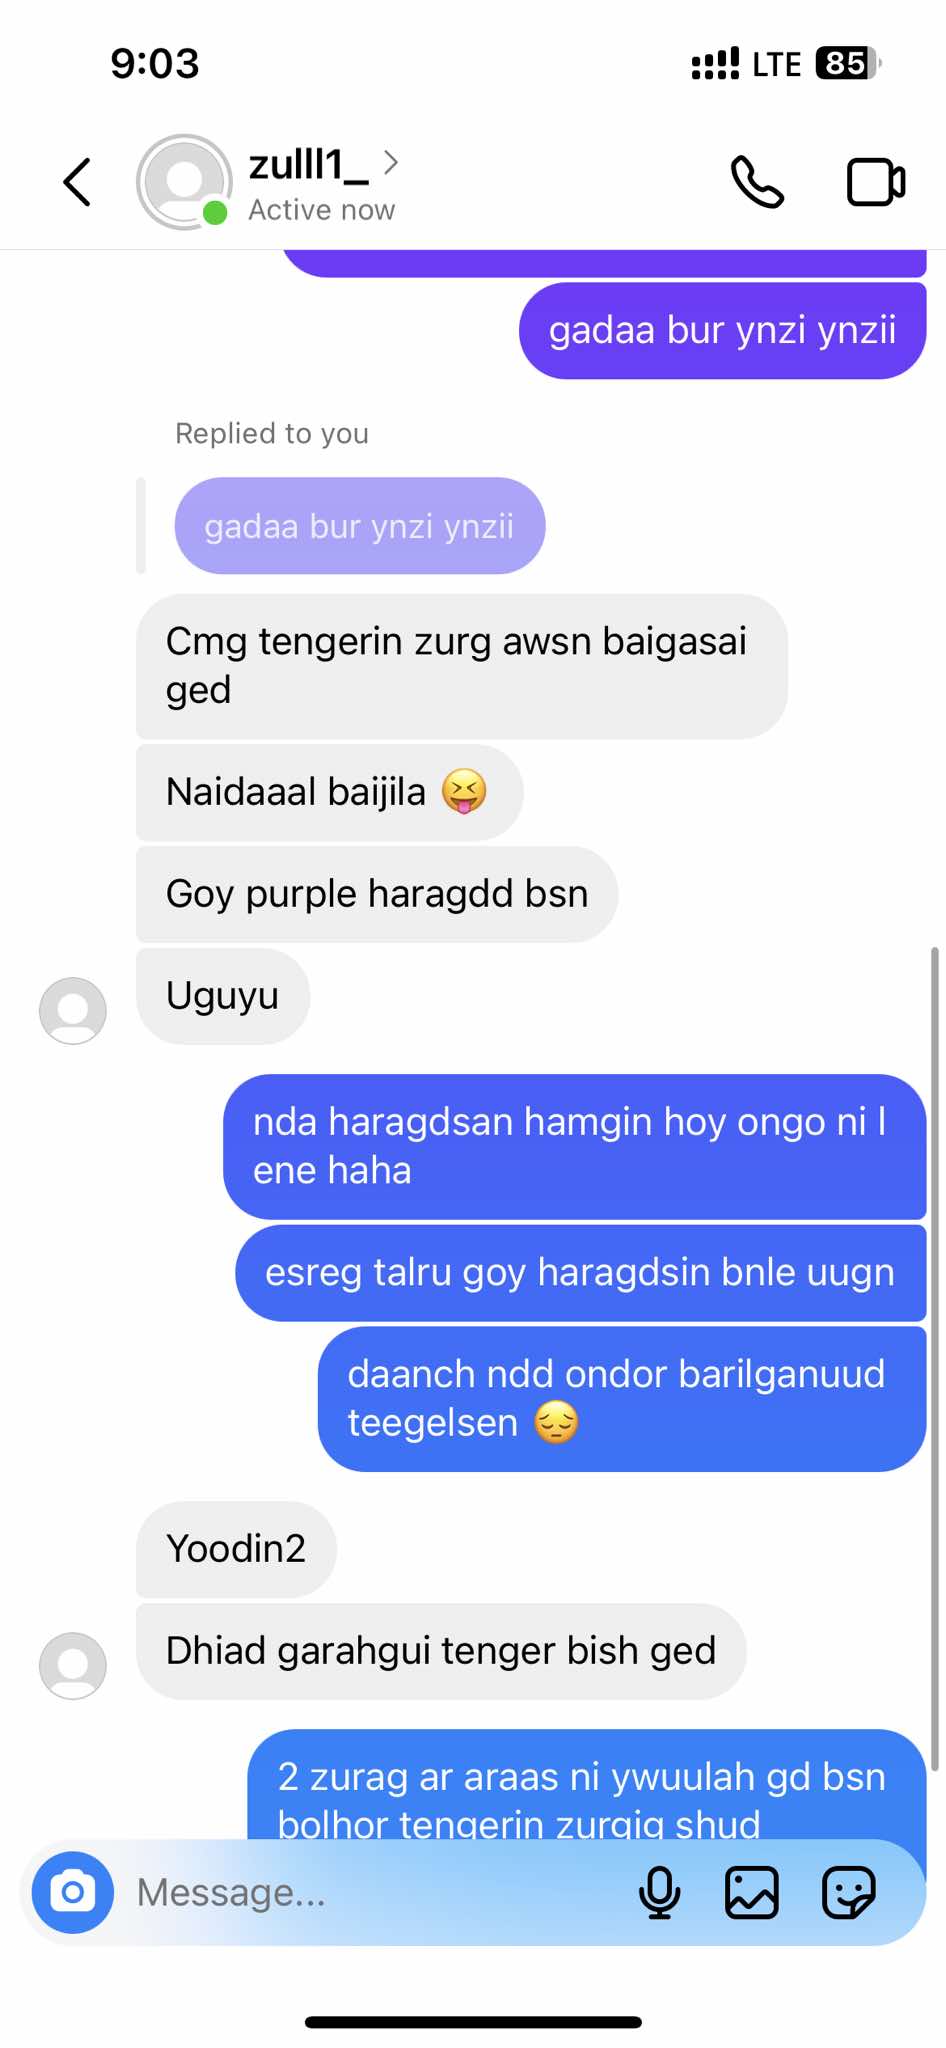 9:03
LTE 85
zulll1_
Active now
gadaa bur ynzi ynzii
Replied to you
gadaa bur ynzi ynzii
Cmg tengerin zurg awsn baigasai
ged
Naidaaal baijila 😝
Goy purple haragdd bsn
Uguyu
nda haragdsan hamgin hoy ongo ni l
ene haha
esreg talru goy haragdsin bnle uugn
daanch ndd ondor barilganuud
teegelsen 😔
Yoodin2
Dhiad garahgui tenger bish ged
2 zurag ar araas ni ywuulah gd bsn
bolhor tengerin zurgig shud
Message...